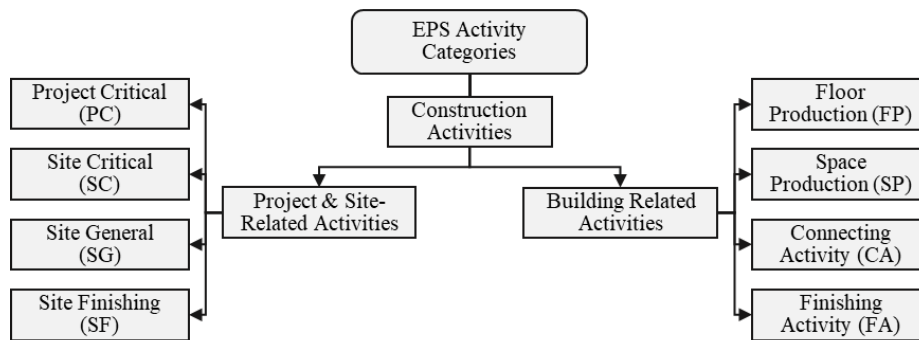 EPS Activity
Categories
Construction
Activities
Project & Site-
Related Activities
Building Related
Activities
Project Critical
(PC)
Site Critical
(SC)
Site General
(SG)
Site Finishing
(SF)
Floor
Production (FP)
Space
Production (SP)
Connecting
Activity (CA)
Finishing
Activity (FA)